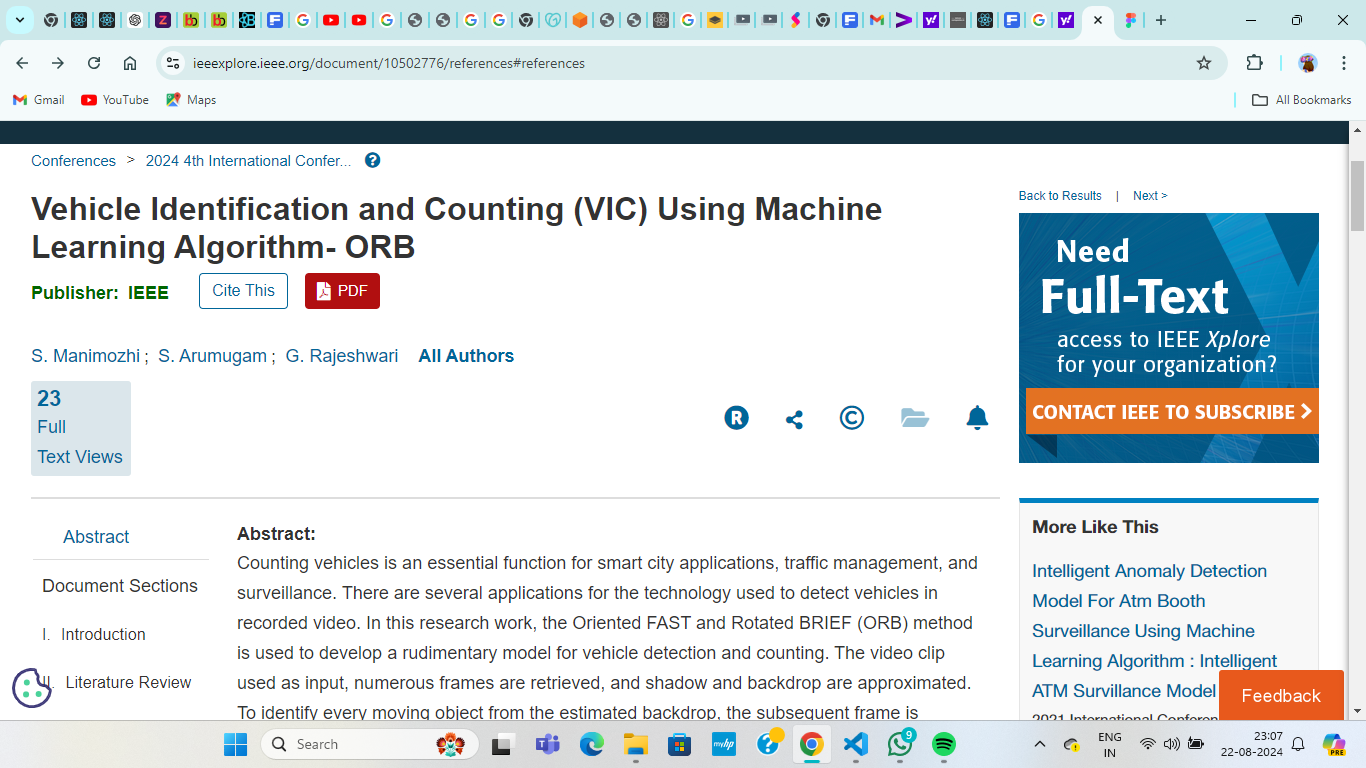 ieeexplore.ieee.org/document/10502776/references#references
Gmail
YouTube
Maps
All Bookmarks
Conferences > 2024 4th International Confer...
Back to Results | Next >
Vehicle Identification and Counting (VIC) Using Machine
Learning Algorithm- ORB
Publisher: IEEE
Cite This
PDF
S. Manimozhi ; S. Arumugam ; G. Rajeshwari All Authors
23
Full
Text Views
Need
Full-Text
access to IEEE Xplore
for your organization?
CONTACT IEEE TO SUBSCRIBE >
Abstract
Document Sections
I. Introduction
II. Literature Review
Abstract:
Counting vehicles is an essential function for smart city applications, traffic management, and
surveillance. There are several applications for the technology used to detect vehicles in
recorded video. In this research work, the Oriented FAST and Rotated BRIEF (ORB) method
is used to develop a rudimentary model for vehicle detection and counting. The video clip
used as input, numerous frames are retrieved, and shadow and backdrop are approximated.
To identify every moving object from the estimated backdrop, the subsequent frame is
More Like This
Intelligent Anomaly Detection
Model For Atm Booth
Surveillance Using Machine
Learning Algorithm : Intelligent
ATM Survillance Model
2021 International Conferen
Feedback
Search
myhp
9
ENG
IN
23:07
22-08-2024
PRE